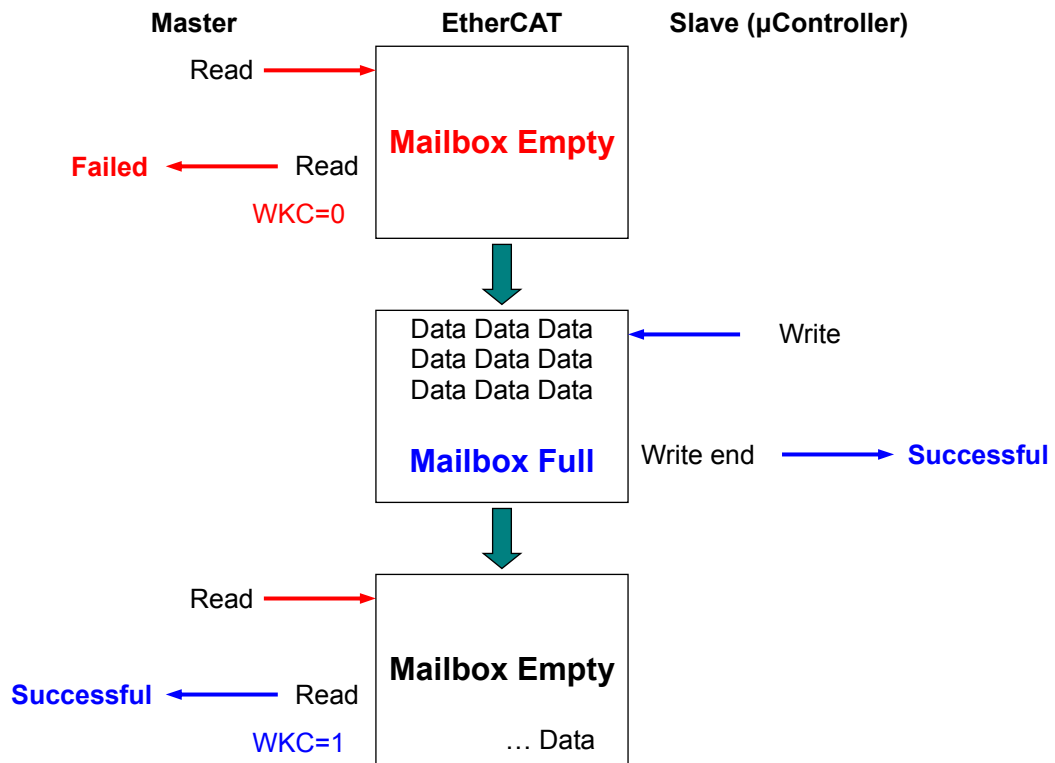 Master EtherCAT Slave (µController)
Read
Mailbox Empty
Failed Read
WKC=0
Data Data Data
Write
Data Data Data
Data Data Data
Mailbox Full Write end Successful
Read
Mailbox Empty
Successful Read
WKC=1 … Data